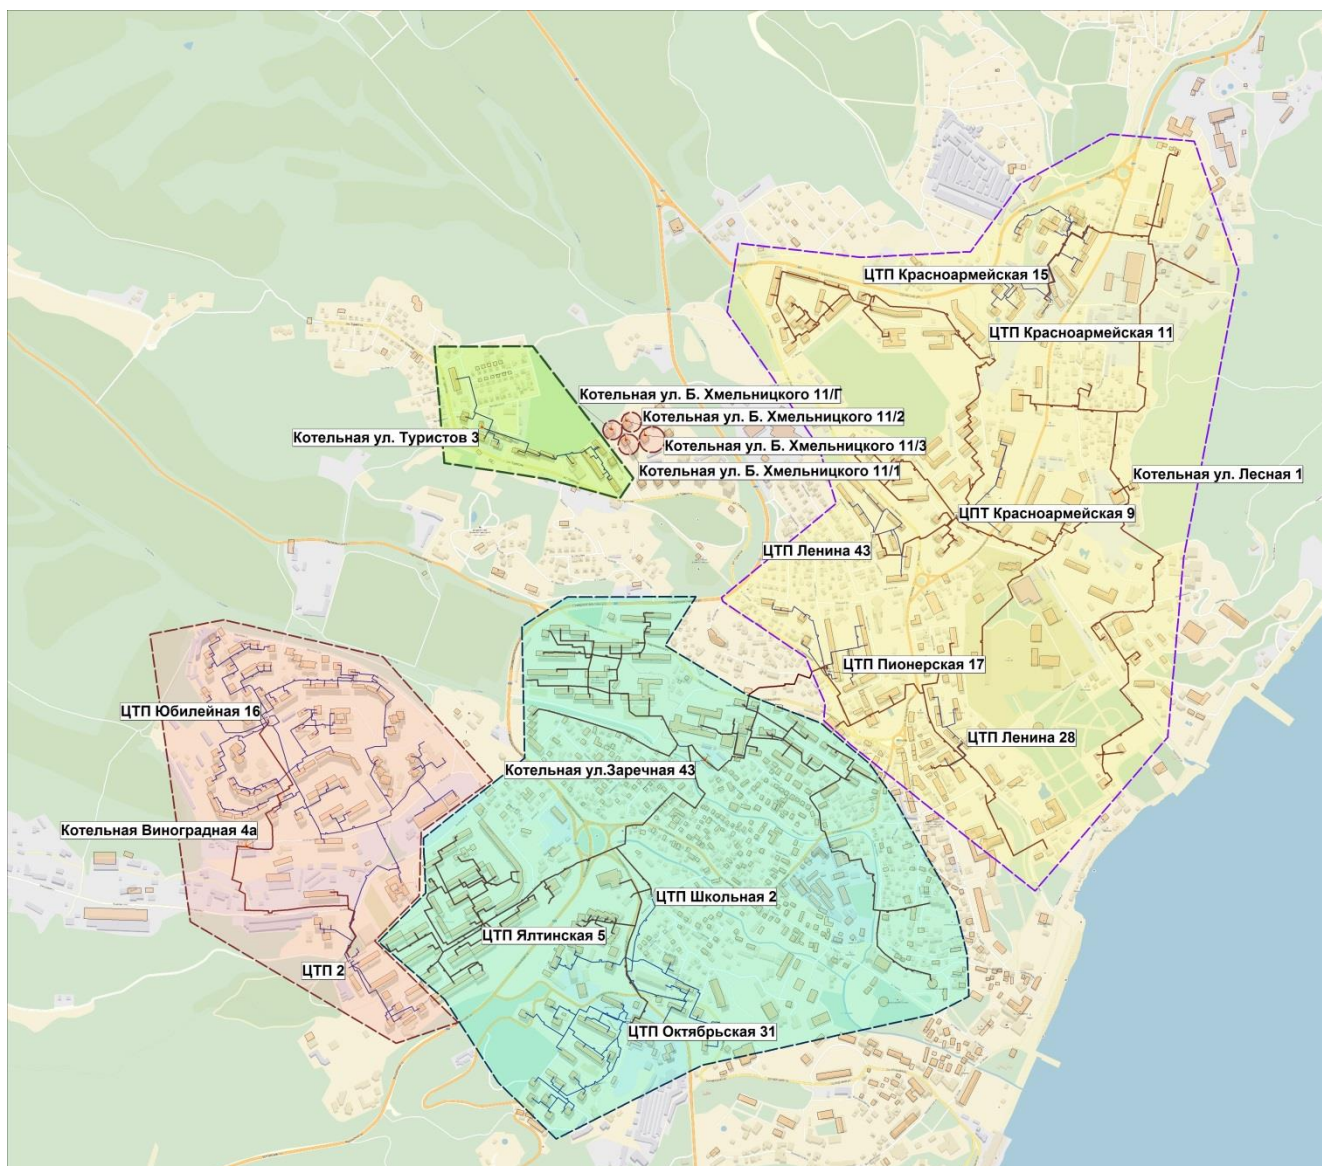 ЦТП Красноармейская 15
ЦТП Красноармейская 11
Котельная ул. Б. Хмельницкого 11/Г
Котельная ул. Б. Хмельницкого 11/2
Котельная ул. Туристов 3
Котельная ул. Б. Хмельницкого 11/3
Котельная ул. Б. Хмельницкого 11/1
Котельная ул. Лесная 1
ЦПТ Красноармейская 9
ЦТП Ленина 43
ЦТП Пионерская 17
ЦТП Юбилейная 16
ЦТП Ленина 28
Котельная ул.Заречная 43
Котельная Виноградная 4а
ЦТП Школьная 2
ЦТП Ялтинская 5
ЦТП 2
ЦТП Октябрьская 31